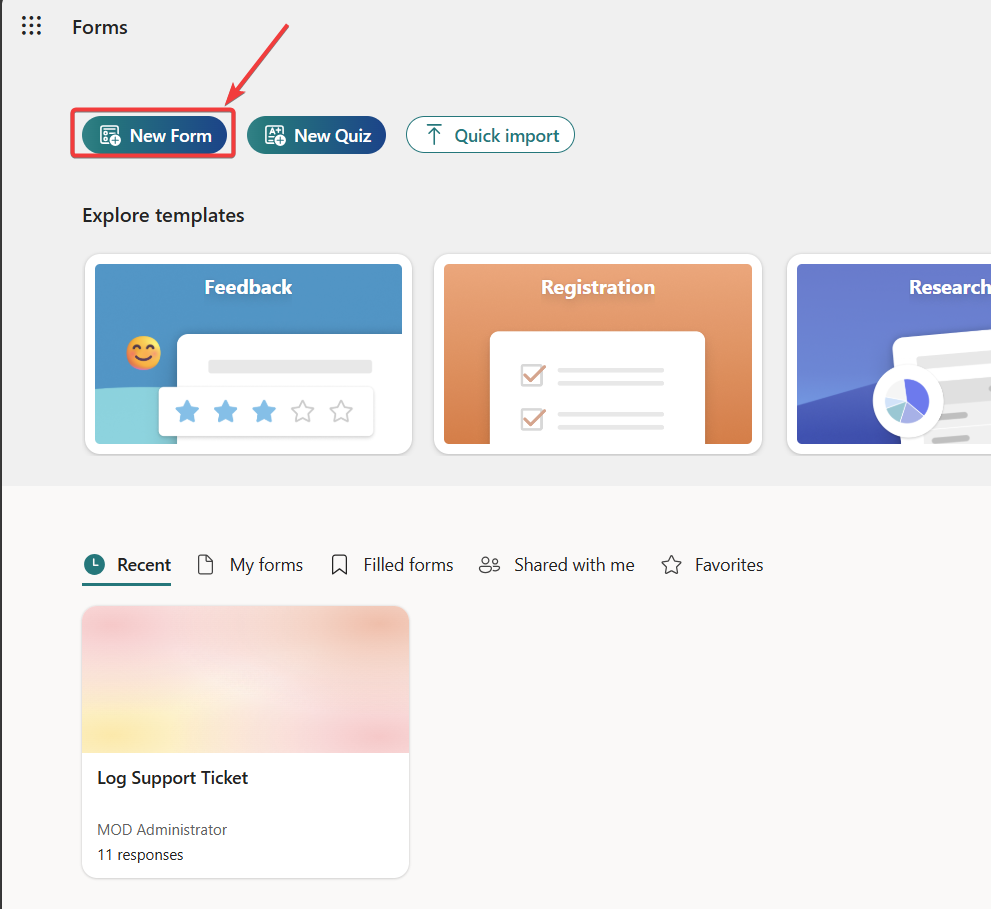 Forms
New Form
New Quiz
Quick import
Explore templates
Feedback
Registration
Research
Recent
My forms
Filled forms
Shared with me
Favorites
Log Support Ticket
MOD Administrator
11 responses